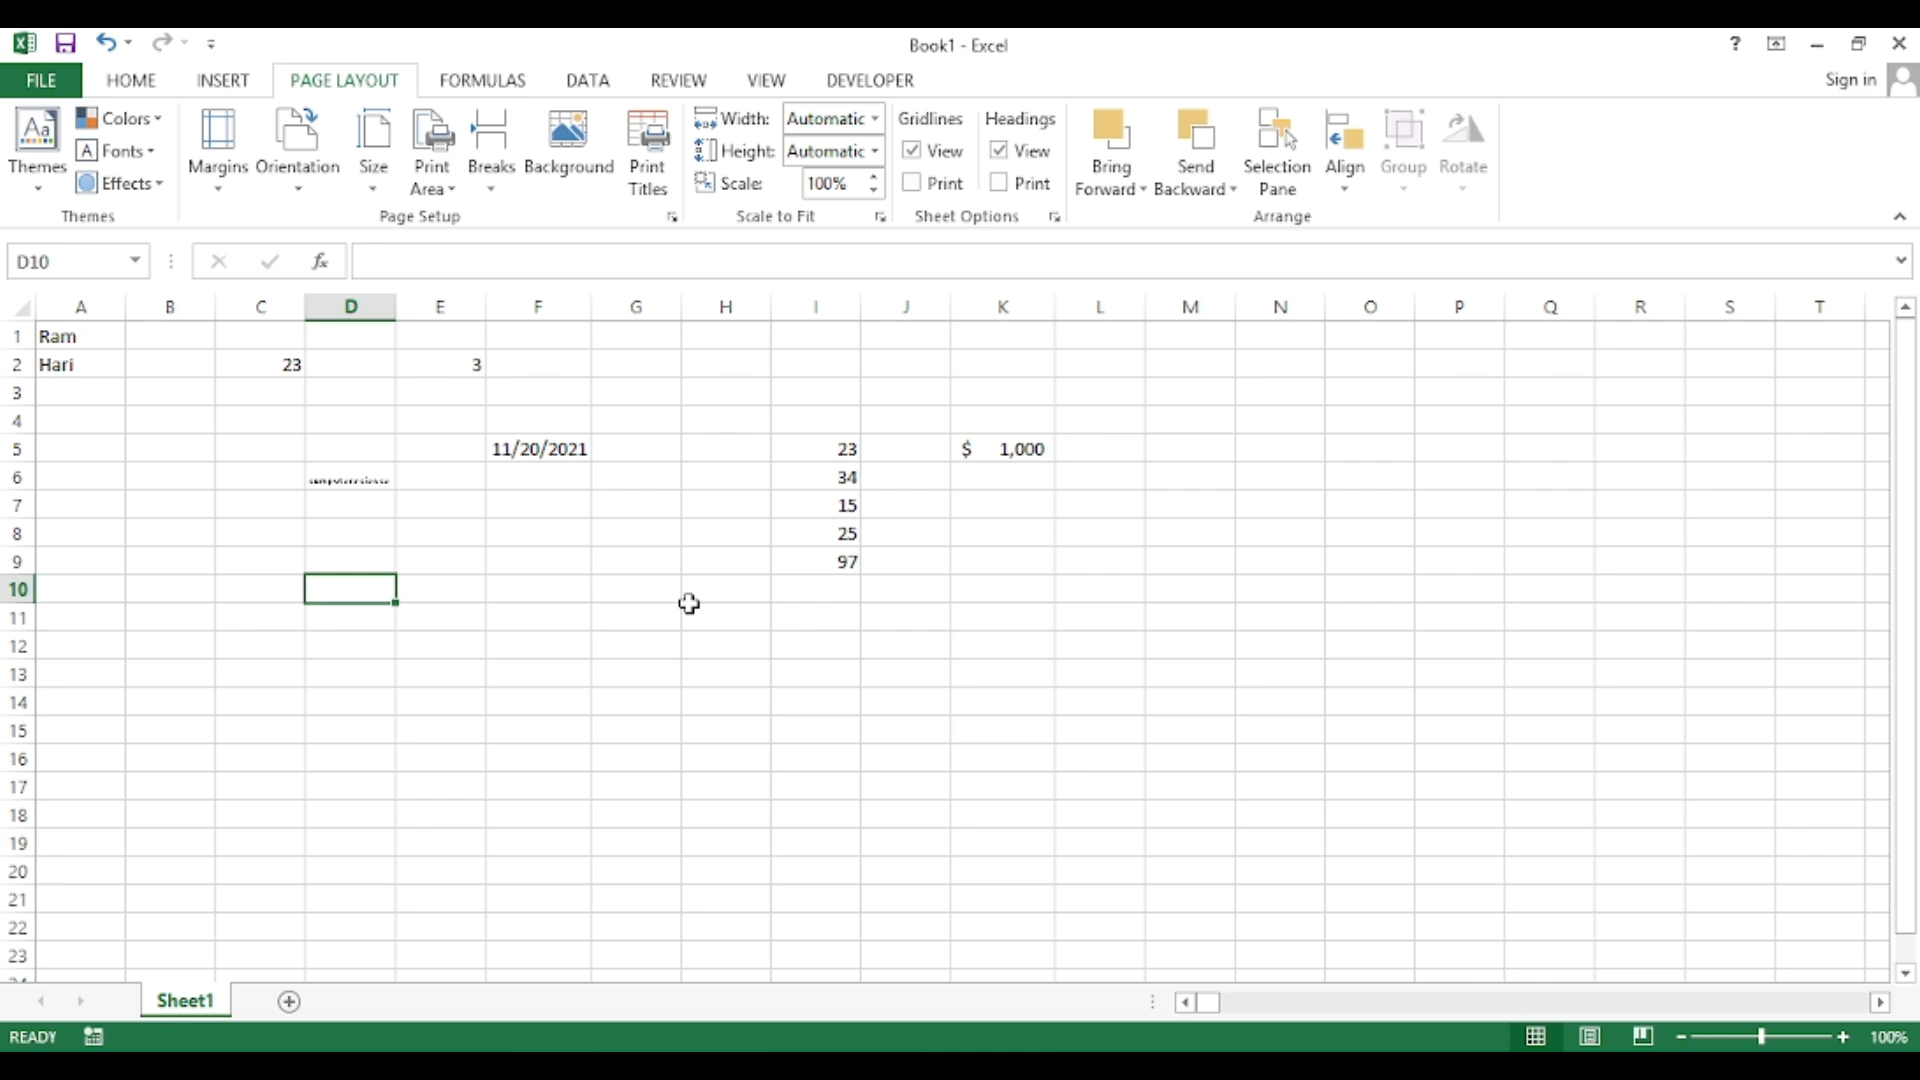 Book1 - Excel
?
FILE HOME INSERT PAGE LAYOUT FORMULAS DATA REVIEW VIEW DEVELOPER Sign in
Themes Colors Fonts Effects
Themes
Margins Orientation Size Print Area Breaks Background Print Titles
Page Setup
Width: Automatic
Height: Automatic
Scale: 100%
Scale to Fit
Gridlines Headings
View View
Print Print
Sheet Options
Bring Forward Send Backward Selection Pane Align Group Rotate
Arrange
D10 fx
A B C D E F G H I J K L M N O P Q R S T
1 Ram
2 Hari 23 3
3
4
5 11/20/2021 23 $ 1,000
6 34
7 15
8 25
9 97
10
11
12
13
14
15
16
17
18
19
20
21
22
23
Sheet1
READY 100%